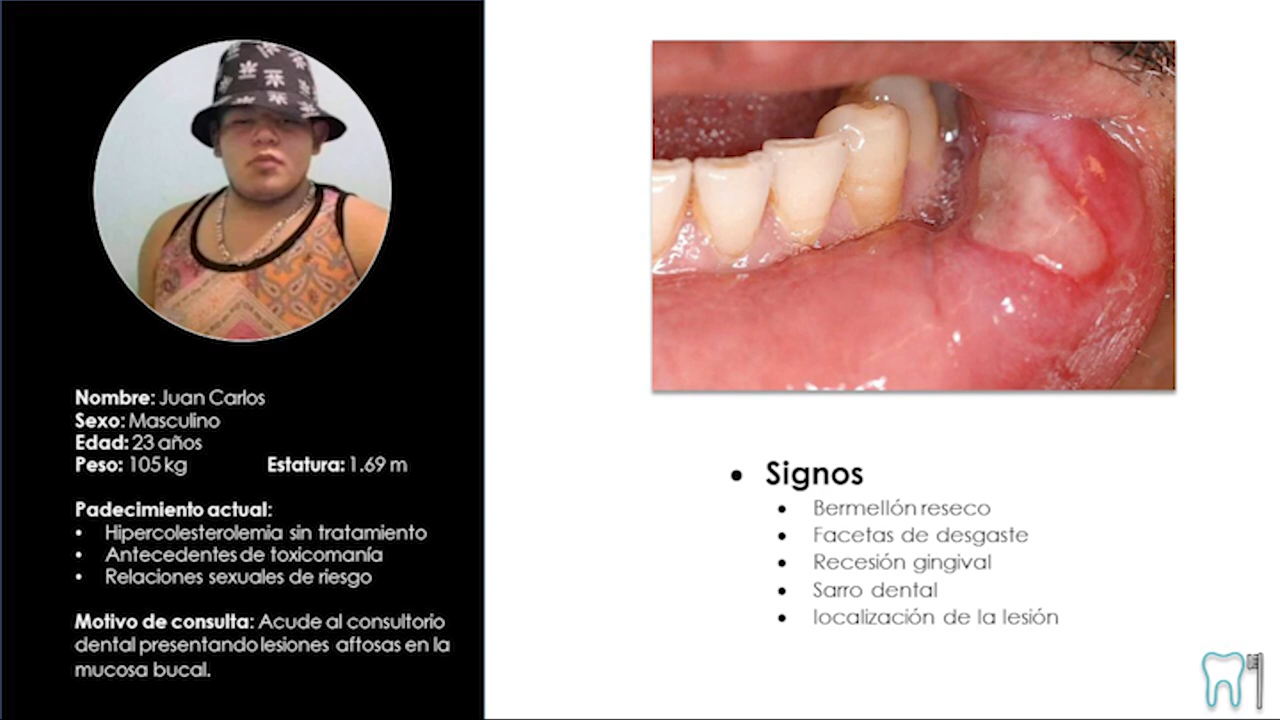 Nombre: Juan Carlos
Sexo: Masculino
Edad: 23 años
Peso: 105 kg Estatura: 1.69 m
Padecimiento actual:
• Hipercolesterolemia sin tratamiento
• Antecedentes de toxicomanía
• Relaciones sexuales de riesgo
Motivo de consulta: Acude al consultorio
dental presentando lesiones aftosas en la
mucosa bucal.
• Signos
• Bermellón reseco
• Facetas de desgaste
• Recesión gingival
• Sarro dental
• localización de la lesión